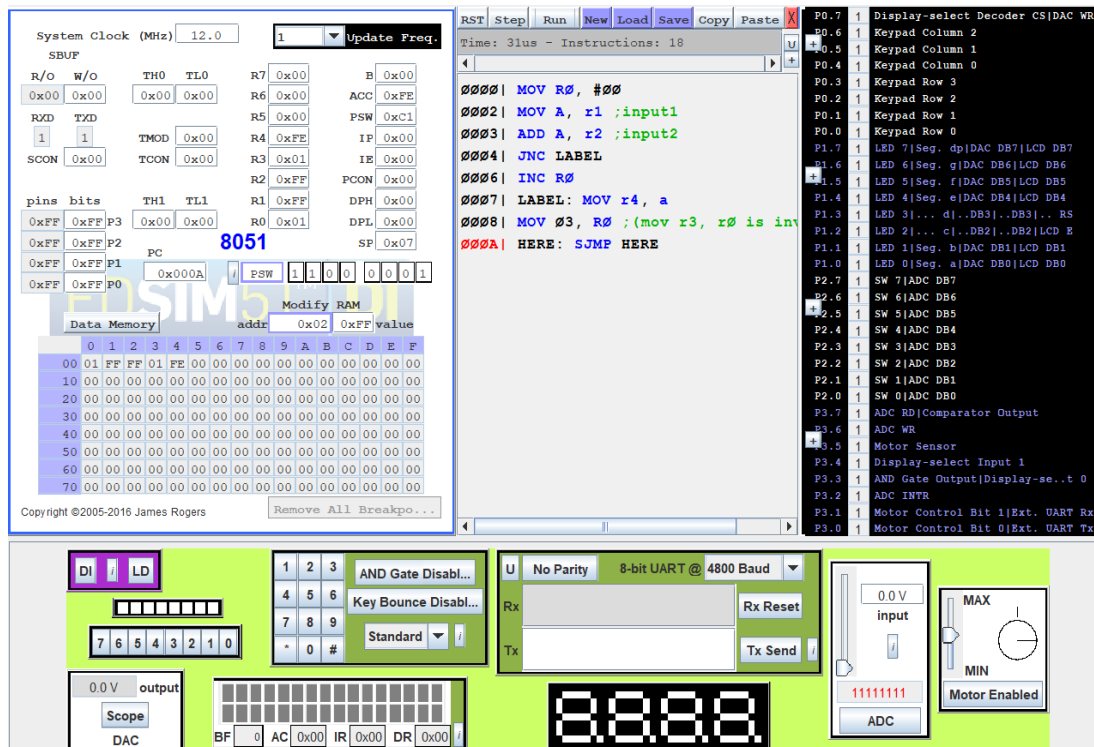 System Clock (MHz) 12.0
1 Update Freq.
SBUF
R/O W/O TH0 TL0 R7 0x00 B 0x00
0x00 0x00 0x00 0x00 R6 0x00 ACC 0xFE
RXD TXD R5 0x00 PSW 0xC1
1 1 TMOD 0x00 R4 0xFE IP 0x00
SCON 0x00 TCON 0x00 R3 0x01 IE 0x00
R2 0xFF PCON 0x00
pins bits TH1 TL1 R1 0xFF DPH 0x00
0xFF 0xFF P3 0x00 0x00 R0 0x01 DPL 0x00
0xFF 0xFF P2 8051 SP 0x07
0xFF 0xFF P1 PC
0xFF 0xFF P0 0x000A i PSW 1 1 0 0 0 0 0 1
EDSIM51 DI
Modify RAM
Data Memory addr 0x02 0xFF value
0 1 2 3 4 5 6 7 8 9 A B C D E F
00 01 FF FF 01 FE 00 00 00 00 00 00 00 00 00 00 00
10 00 00 00 00 00 00 00 00 00 00 00 00 00 00 00 00
20 00 00 00 00 00 00 00 00 00 00 00 00 00 00 00 00
30 00 00 00 00 00 00 00 00 00 00 00 00 00 00 00 00
40 00 00 00 00 00 00 00 00 00 00 00 00 00 00 00 00
50 00 00 00 00 00 00 00 00 00 00 00 00 00 00 00 00
60 00 00 00 00 00 00 00 00 00 00 00 00 00 00 00 00
70 00 00 00 00 00 00 00 00 00 00 00 00 00 00 00 00
Copyright ©2005-2016 James Rogers Remove All Breakpo...
RST Step Run New Load Save Copy Paste X
Time: 31us - Instructions: 18 U
+
0000| MOV R0, #00
0002| MOV A, r1 ;input1
0003| ADD A, r2 ;input2
0004| JNC LABEL
0006| INC R0
0007| LABEL: MOV r4, a
0008| MOV 03, R0 ;(mov r3, r0 is inv
000A| HERE: SJMP HERE
P0.7 1 Display-select Decoder CS|DAC WR
P0.6 1 Keypad Column 2
P0.5 1 Keypad Column 1
P0.4 1 Keypad Column 0
P0.3 1 Keypad Row 3
P0.2 1 Keypad Row 2
P0.1 1 Keypad Row 1
P0.0 1 Keypad Row 0
P1.7 1 LED 7|Seg. dp|DAC DB7|LCD DB7
P1.6 1 LED 6|Seg. g|DAC DB6|LCD DB6
P1.5 1 LED 5|Seg. f|DAC DB5|LCD DB5
P1.4 1 LED 4|Seg. e|DAC DB4|LCD DB4
P1.3 1 LED 3|... d|..DB3|..DB3|.. RS
P1.2 1 LED 2|... c|..DB2|..DB2|LCD E
P1.1 1 LED 1|Seg. b|DAC DB1|LCD DB1
P1.0 1 LED 0|Seg. a|DAC DB0|LCD DB0
P2.7 1 SW 7|ADC DB7
P2.6 1 SW 6|ADC DB6
P2.5 1 SW 5|ADC DB5
P2.4 1 SW 4|ADC DB4
P2.3 1 SW 3|ADC DB3
P2.2 1 SW 2|ADC DB2
P2.1 1 SW 1|ADC DB1
P2.0 1 SW 0|ADC DB0
P3.7 1 ADC RD|Comparator Output
P3.6 1 ADC WR
P3.5 1 Motor Sensor
P3.4 1 Display-select Input 1
P3.3 1 AND Gate Output|Display-se..t 0
P3.2 1 ADC INTR
P3.1 1 Motor Control Bit 1|Ext. UART Rx
P3.0 1 Motor Control Bit 0|Ext. UART Tx
DI i LD
7 6 5 4 3 2 1 0
0.0 V output
Scope
DAC
1 2 3
4 5 6
7 8 9
* 0 #
AND Gate Disabl...
Key Bounce Disabl...
Standard i
BF 0 AC 0x00 IR 0x00 DR 0x00 i
U No Parity 8-bit UART @ 4800 Baud
Rx Rx Reset
Tx Tx Send i
8.8.8.8.
0.0 V
input
i
11111111
ADC
MAX
MIN
Motor Enabled